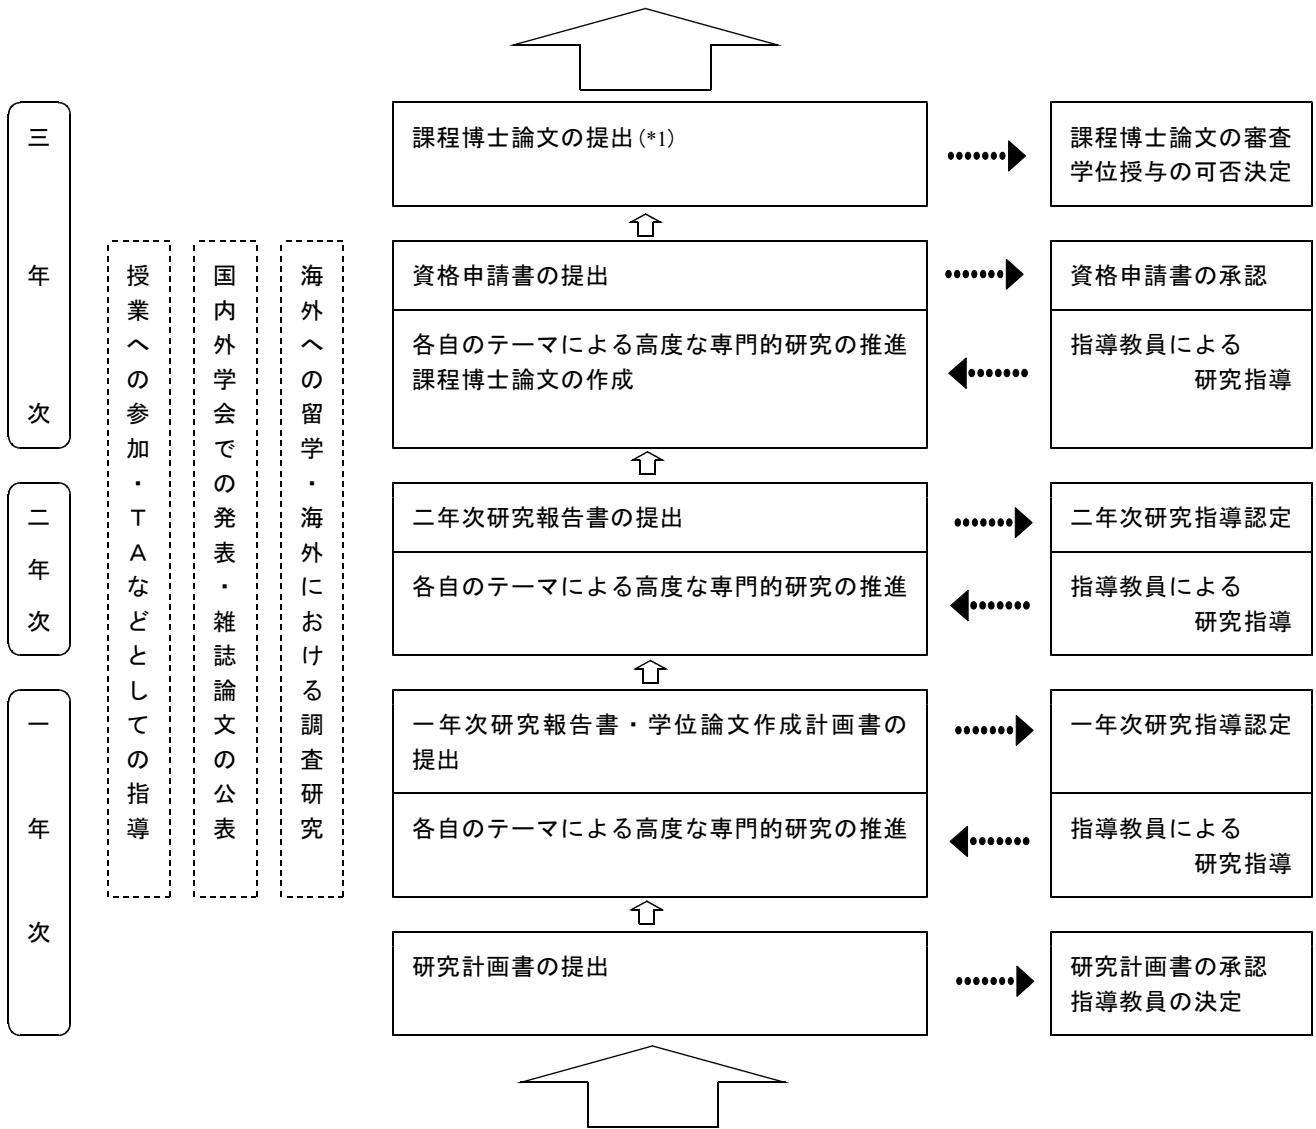 三年次
課程博士論文の提出(*1)
課程博士論文の審査
学位授与の可否決定
授業への参加・TAなどとしての指導
国内外学会での発表・雑誌論文の公表
海外への留学・海外における調査研究
資格申請書の提出
資格申請書の承認
各自のテーマによる高度な専門的研究の推進
課程博士論文の作成
指導教員による
研究指導
二年次
二年次研究報告書の提出
二年次研究指導認定
各自のテーマによる高度な専門的研究の推進
指導教員による
研究指導
一年次
一年次研究報告書・学位論文作成計画書の
提出
一年次研究指導認定
各自のテーマによる高度な専門的研究の推進
指導教員による
研究指導
研究計画書の提出
研究計画書の承認
指導教員の決定